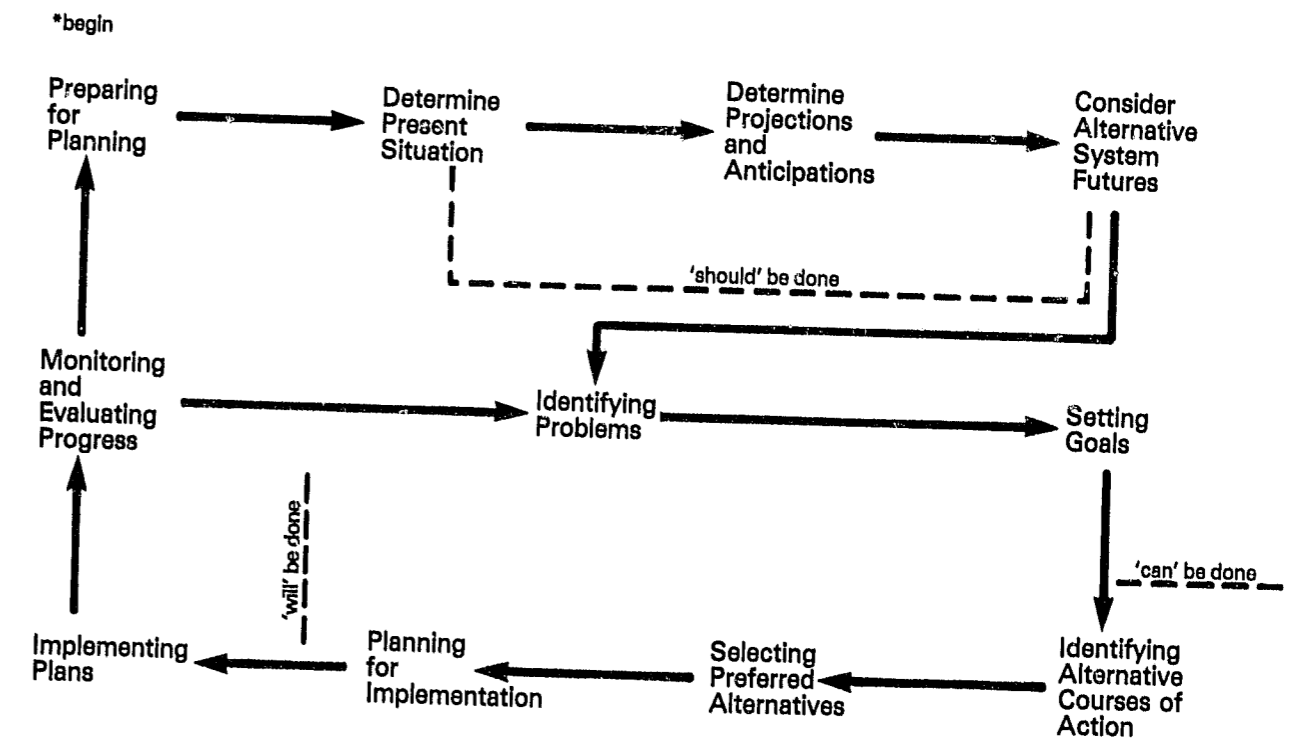 *begin
Preparing
for
Planning
Determine
Present
Situation
Determine
Projections
and
Anticipations
Consider
Alternative
System
Futures
'should' be done
Monitoring
and
Evaluating
Progress
Identifying
Problems
Setting
Goals
'will' be done
'can' be done
Implementing
Plans
Planning
for
Implementation
Selecting
Preferred
Alternatives
Identifying
Alternative
Courses of
Action